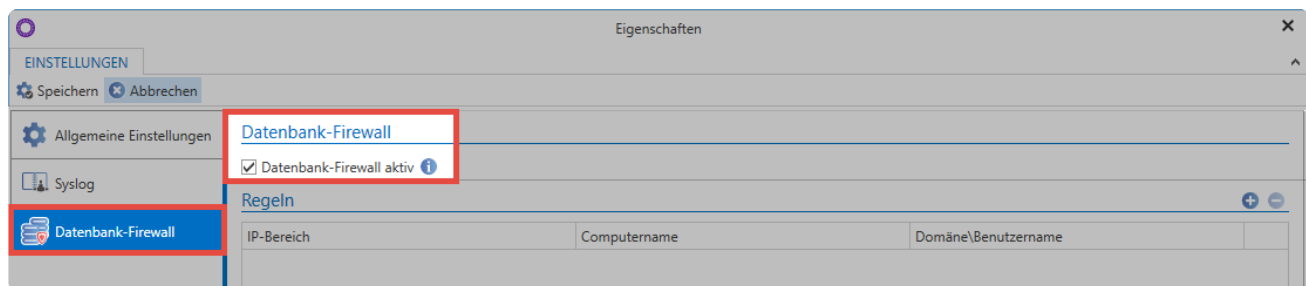 Eigenschaften
EINSTELLUNGEN
Speichern Abbrechen
Allgemeine Einstellungen
Syslog
Datenbank-Firewall
Datenbank-Firewall
Datenbank-Firewall aktiv
Regeln
IP-Bereich Computername Domäne\Benutzername